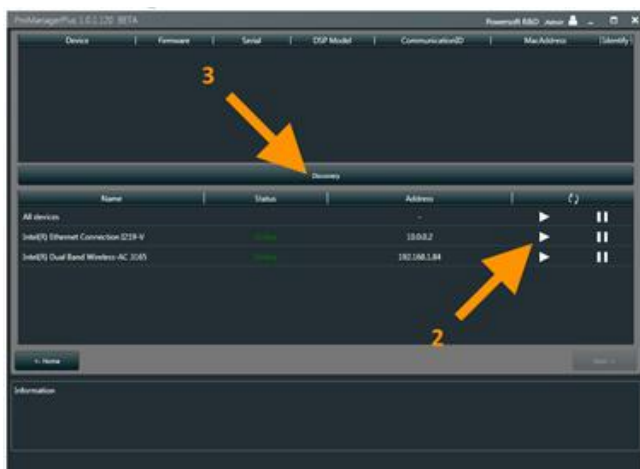 ProManagerPlus 1.0.1.120 BETA Powersoft R&D Admin
Device Firmware Serial DSP Model CommunicationID MacAddress Identify
3
Discovery
Name Status Address
All devices -
Intel(R) Ethernet Connection I219-V Online 10.0.0.2
Intel(R) Dual Band Wireless-AC 3165 Online 192.168.1.84
2
<- Home
Information